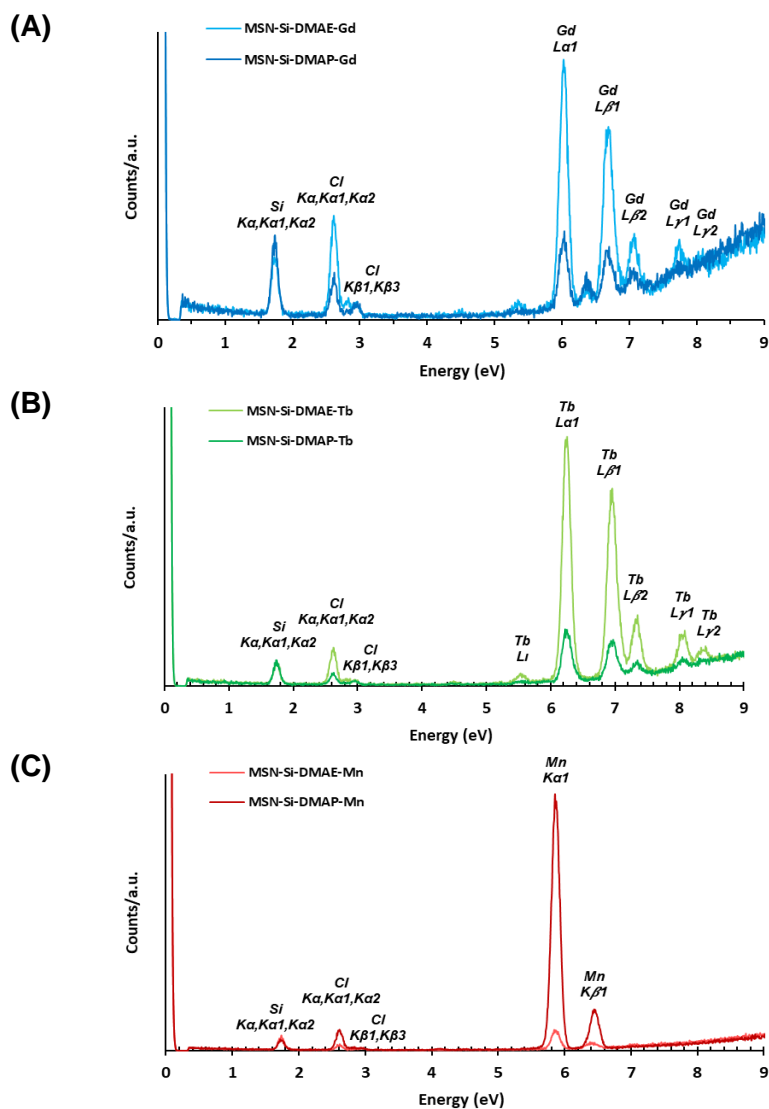 (A)
MSN-Si-DMAE-Gd
MSN-Si-DMAP-Gd
Counts/a.u.
Si
Kα,Kα1,Kα2
Cl
Kα,Kα1,Kα2
Cl
Kβ1,Kβ3
Gd
Lα1
Gd
Lβ1
Gd
Lβ2
Gd
Lγ1
Gd
Lγ2
0 1 2 3 4 5 6 7 8 9
Energy (eV)
(B)
MSN-Si-DMAE-Tb
MSN-Si-DMAP-Tb
Counts/a.u.
Si
Kα,Kα1,Kα2
Cl
Kα,Kα1,Kα2
Cl
Kβ1,Kβ3
Tb
Lι
Tb
Lα1
Tb
Lβ1
Tb
Lβ2
Tb
Lγ1
Tb
Lγ2
0 1 2 3 4 5 6 7 8 9
Energy (eV)
(C)
MSN-Si-DMAE-Mn
MSN-Si-DMAP-Mn
Counts/a.u.
Si
Kα,Kα1,Kα2
Cl
Kα,Kα1,Kα2
Cl
Kβ1,Kβ3
Mn
Kα1
Mn
Kβ1
0 1 2 3 4 5 6 7 8 9
Energy (eV)